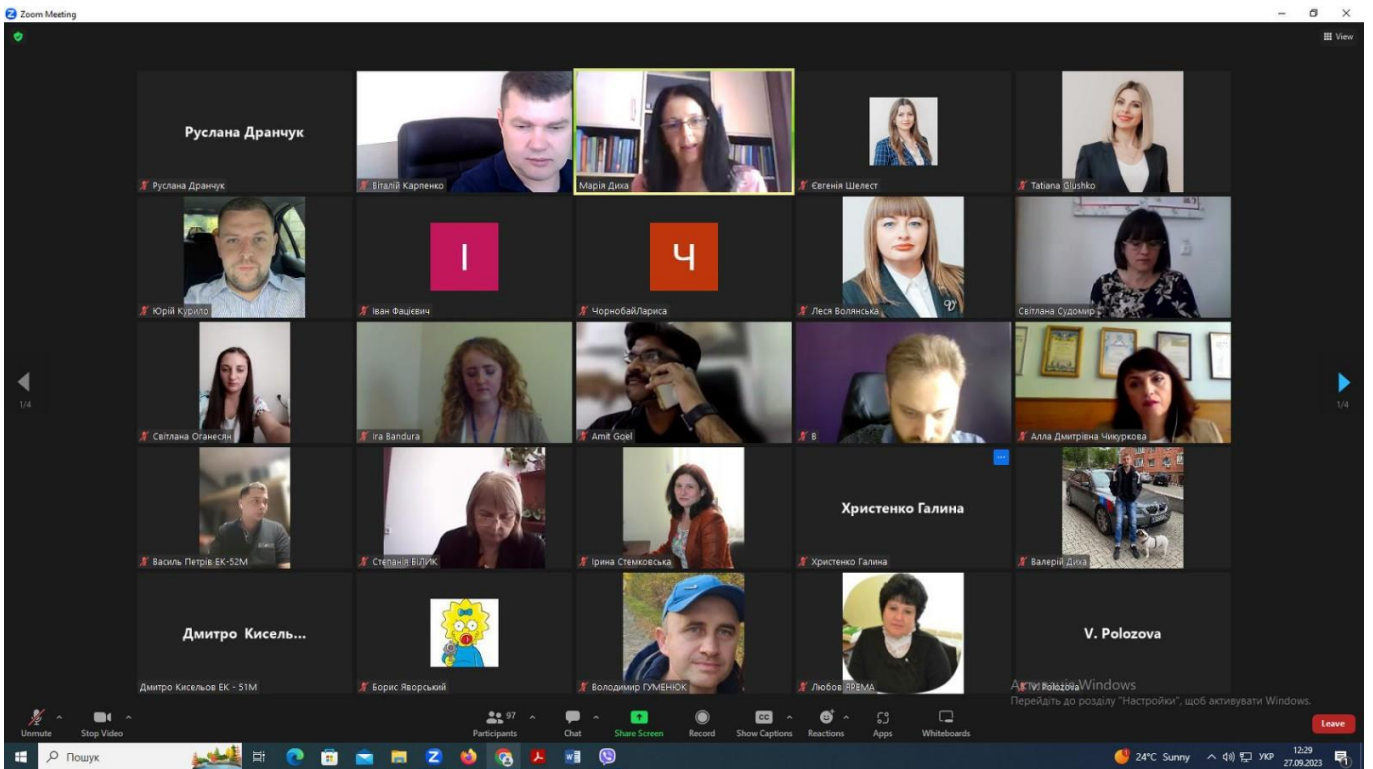 Zoom Meeting
View
Руслана Дранчук
Руслана Дранчук
Віталій Карпенко
Марія Диха
Євгенія Шелест
Tatiana Glushko
Юрій Курило
І
Іван Фацієвич
Ч
ЧорнобайЛариса
Леся Волянська
Світлана Судомир
1/4
Світлана Оганесян
Ira Bandura
Amit Goel
В
Алла Дмитрівна Чикуркова
1/4
Василь Петрів ЕК-52М
Степанія БІЛИК
Ірина Стемковська
Христенко Галина
Христенко Галина
Валерій Диха
Дмитро Кисель...
Дмитро Кисельов ЕК - 51М
Борис Яворський
Володимир ГУМЕНЮК
Любов ЯРЕМА
V. Polozova
V. Polozova
Активація Windows
Перейдіть до розділу "Настройки", щоб активувати Windows.
Unmute
Stop Video
97
Participants
Chat
Share Screen
Record
CC
Show Captions
Reactions
Apps
Whiteboards
Leave
Пошук
24°C Sunny
УКР
12:29
27.09.2023